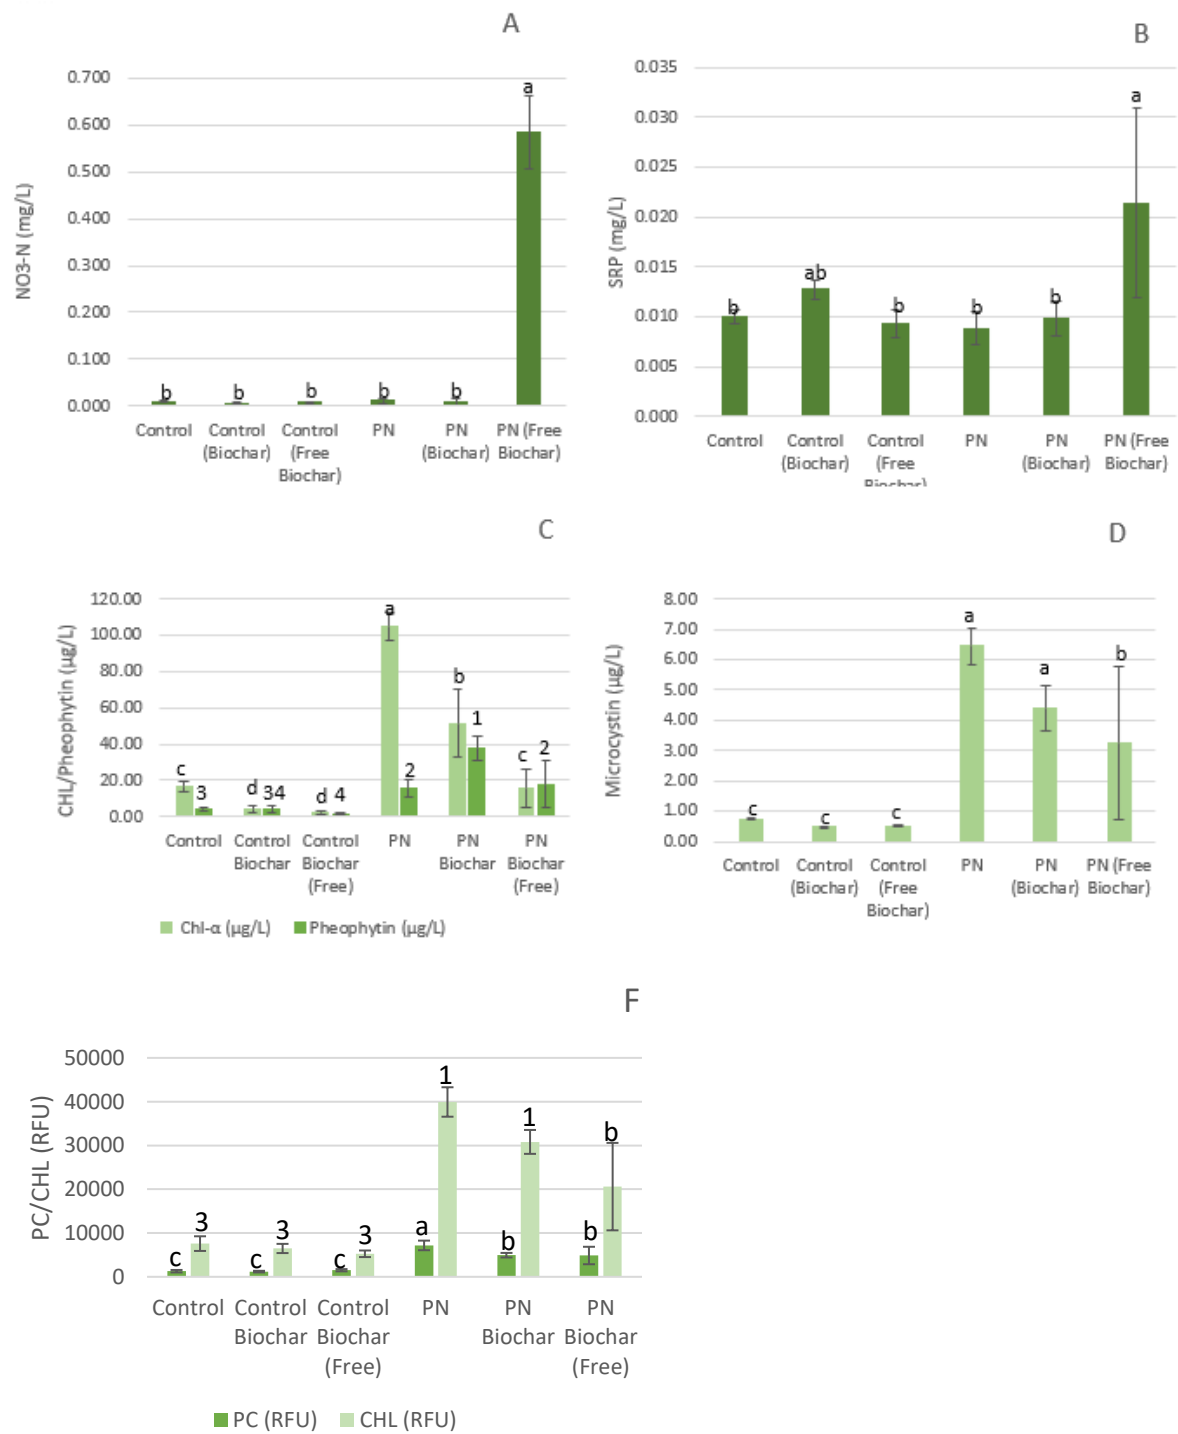 A
NO3-N (mg/L)
0.700
0.600
0.500
0.400
0.300
0.200
0.100
0.000
b
b
b
b
b
a
Control
Control
(Biochar)
Control
(Free
Biochar)
PN
PN
(Biochar)
PN (Free
Biochar)
B
SRP (mg/L)
0.035
0.030
0.025
0.020
0.015
0.010
0.005
0.000
b
ab
b
b
b
a
Control
Control
(Biochar)
Control
(Free
Biochar)
PN
PN
(Biochar)
PN (Free
Biochar)
C
CHL/Pheophytin (µg/L)
120.00
100.00
80.00
60.00
40.00
20.00
0.00
c
3
d
34
d
4
a
2
b
1
c
2
Control
Control
Biochar
Control
Biochar
(Free)
PN
PN
Biochar
PN
Biochar
(Free)
Chl-α (µg/L)
Pheophytin (µg/L)
D
Microcystin (µg/L)
8.00
7.00
6.00
5.00
4.00
3.00
2.00
1.00
0.00
c
c
c
a
a
b
Control
Control
(Biochar)
Control
(Free
Biochar)
PN
PN
(Biochar)
PN (Free
Biochar)
F
PC/CHL (RFU)
50000
40000
30000
20000
10000
0
c
3
c
3
c
3
a
1
b
1
b
b
Control
Control
Biochar
Control
Biochar
(Free)
PN
PN
Biochar
PN
Biochar
(Free)
PC (RFU)
CHL (RFU)